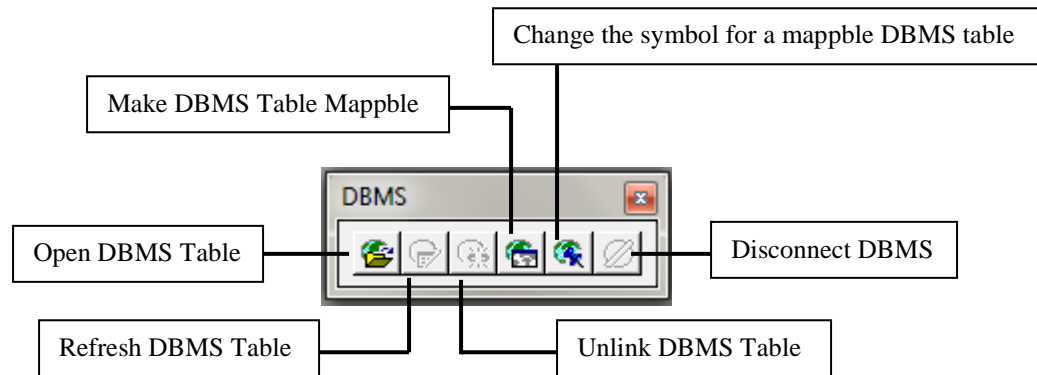 Change the symbol for a mappble DBMS table
Make DBMS Table Mappble
DBMS
Open DBMS Table
Disconnect DBMS
Refresh DBMS Table
Unlink DBMS Table